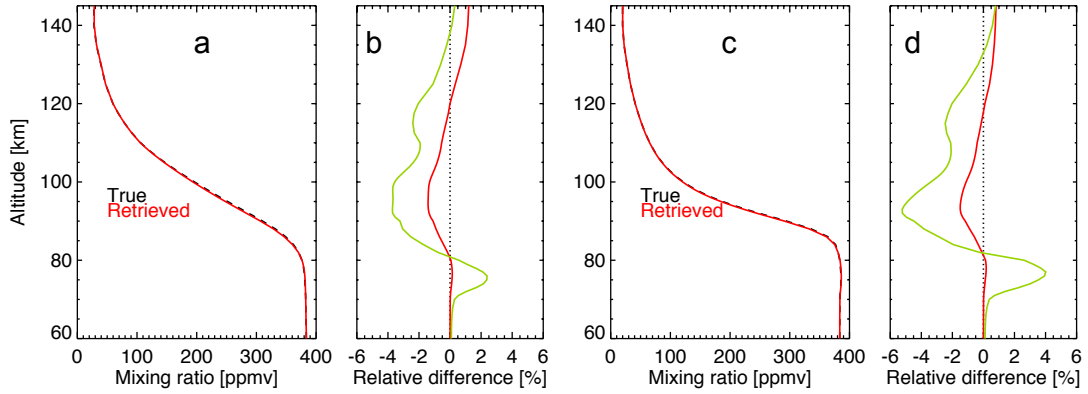 a
b
c
d
140
120
100
80
60
Altitude [km]
True
Retrieved
0 100 200 300 400
Mixing ratio [ppmv]
-6 -4 -2 0 2 4 6
Relative difference [%]
140
120
100
80
60
True
Retrieved
0 100 200 300 400
Mixing ratio [ppmv]
-6 -4 -2 0 2 4 6
Relative difference [%]